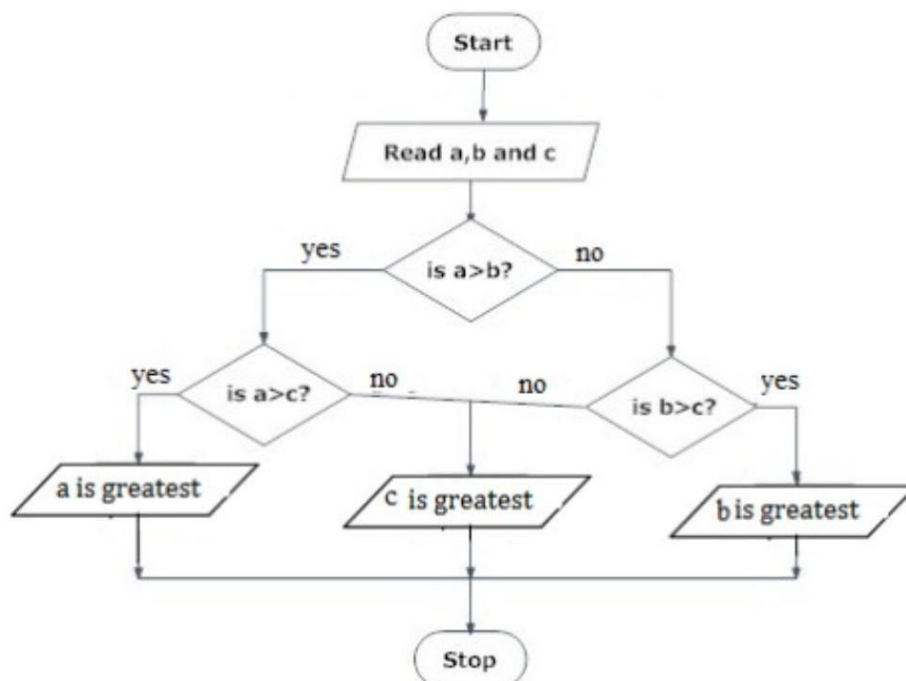 Start
Read a,b and c
is a>b?
yes
no
is a>c?
yes
no
no
is b>c?
yes
a is greatest
c is greatest
b is greatest
Stop